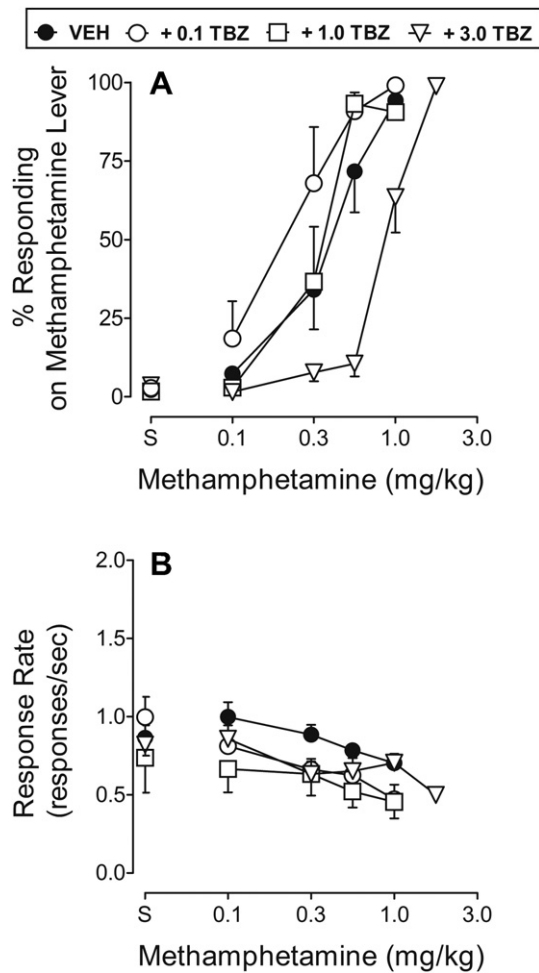 VEH + 0.1 TBZ + 1.0 TBZ + 3.0 TBZ
A
% Responding
on Methamphetamine Lever
100
75
50
25
0
S 0.1 0.3 1.0 3.0
Methamphetamine (mg/kg)
B
Response Rate
(responses/sec)
2.0
1.5
1.0
0.5
0.0
S 0.1 0.3 1.0 3.0
Methamphetamine (mg/kg)